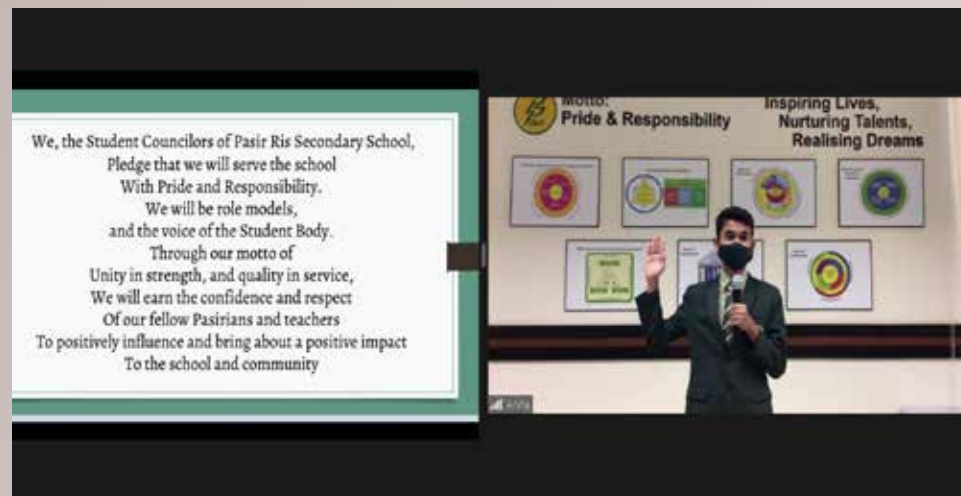 We, the Student Councilors of Pasir Ris Secondary School,
Pledge that we will serve the school
With Pride and Responsibility.
We will be role models,
and the voice of the Student Body.
Through our motto of
Unity in strength, and quality in service,
We will earn the confidence and respect
Of our fellow Pasirians and teachers
To positively influence and bring about a positive impact
To the school and community
Motto:
Pride & Responsibility
Inspiring Lives,
Nurturing Talents,
Realising Dreams